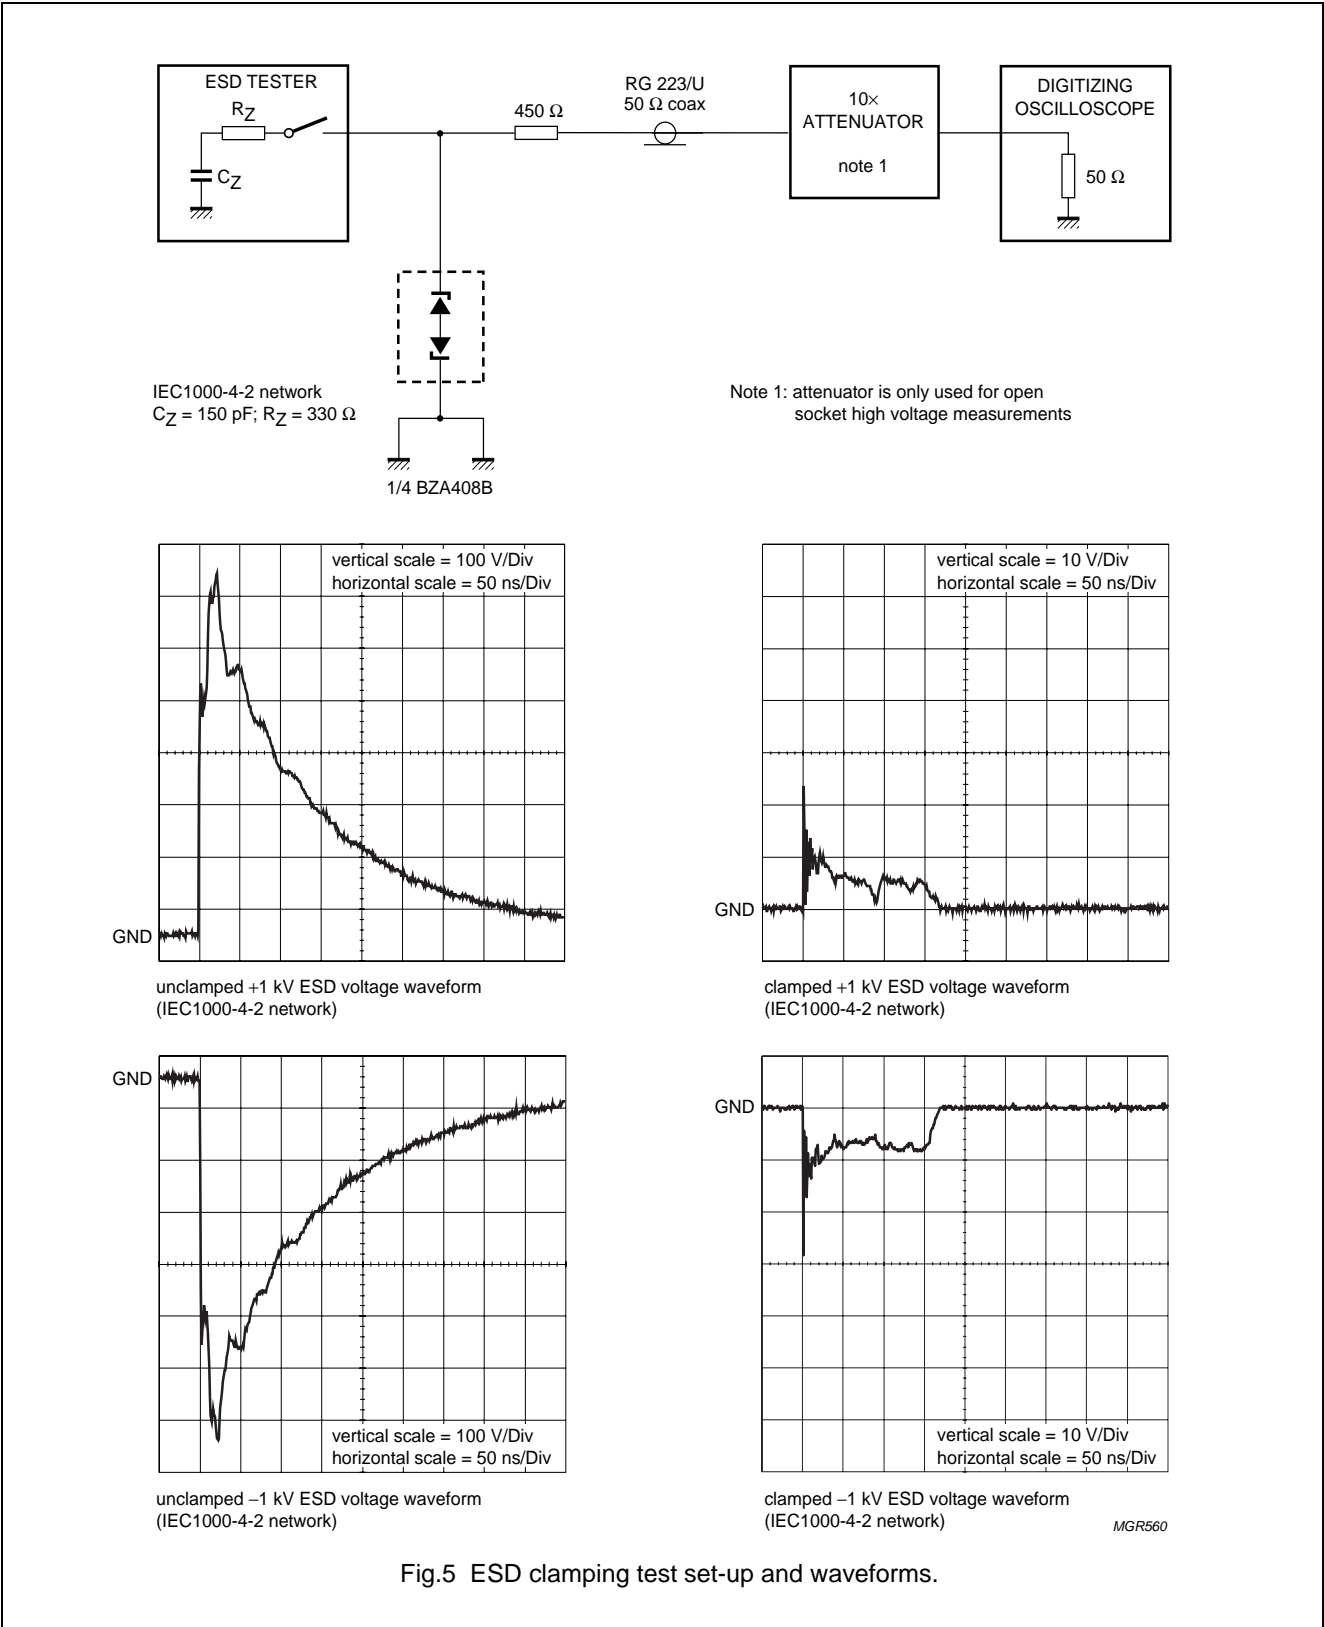 ESD TESTER
RZ
CZ
450 Ω
RG 223/U
50 Ω coax
10×
ATTENUATOR
note 1
DIGITIZING
OSCILLOSCOPE
50 Ω
IEC1000-4-2 network
CZ = 150 pF; RZ = 330 Ω
Note 1: attenuator is only used for open
socket high voltage measurements
1/4 BZA408B
vertical scale = 100 V/Div
horizontal scale = 50 ns/Div
GND
unclamped +1 kV ESD voltage waveform
(IEC1000-4-2 network)
vertical scale = 10 V/Div
horizontal scale = 50 ns/Div
GND
clamped +1 kV ESD voltage waveform
(IEC1000-4-2 network)
GND
vertical scale = 100 V/Div
horizontal scale = 50 ns/Div
unclamped −1 kV ESD voltage waveform
(IEC1000-4-2 network)
GND
vertical scale = 10 V/Div
horizontal scale = 50 ns/Div
clamped −1 kV ESD voltage waveform
(IEC1000-4-2 network)
MGR560
Fig.5 ESD clamping test set-up and waveforms.